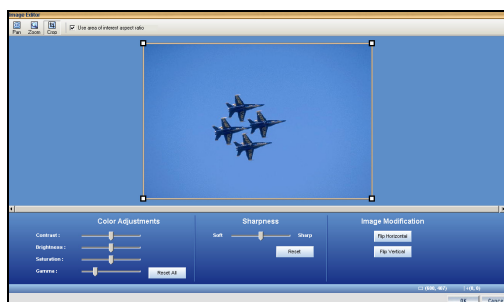 Image Editor
Pan Zoom Crop Use area of interest aspect ratio
Color Adjustments Sharpness Image Modification
Contrast : Soft Sharp Flip Horizontal
Brightness : Reset Flip Vertical
Saturation :
Gamma : Reset All
OK Cancel